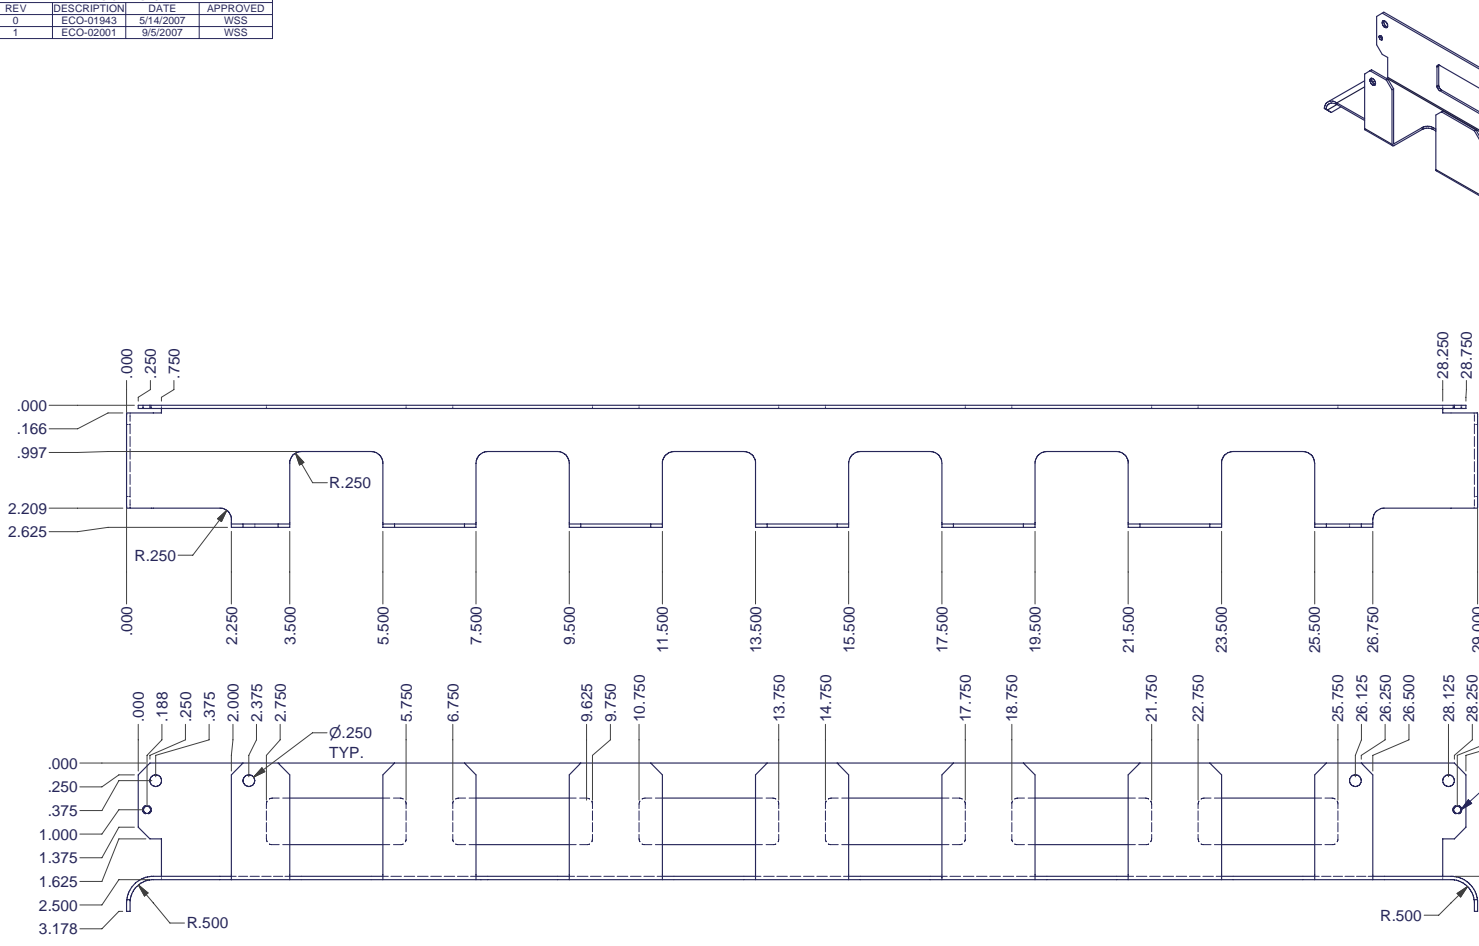 REV DESCRIPTION DATE APPROVED
0 ECO-01943 5/14/2007 WSS
1 ECO-02001 9/5/2007 WSS
.000 .250 .750 28.250 28.750
.000
.166
.997
2.209
2.625
R.250
R.250
.000 2.250 3.500 5.500 7.500 9.500 11.500 13.500 15.500 17.500 19.500 21.500 23.500 25.500 26.750 29.000
.000 .188 .250 .375 2.000 2.375 2.750 5.750 6.750 9.625 9.750 10.750 13.750 14.750 17.750 18.750 21.750 22.750 25.750 26.125 26.250 26.500 28.125 28.250
Ø.250
TYP.
.000
.250
.375
1.000
1.375
1.625
2.500
3.178
R.500
R.500